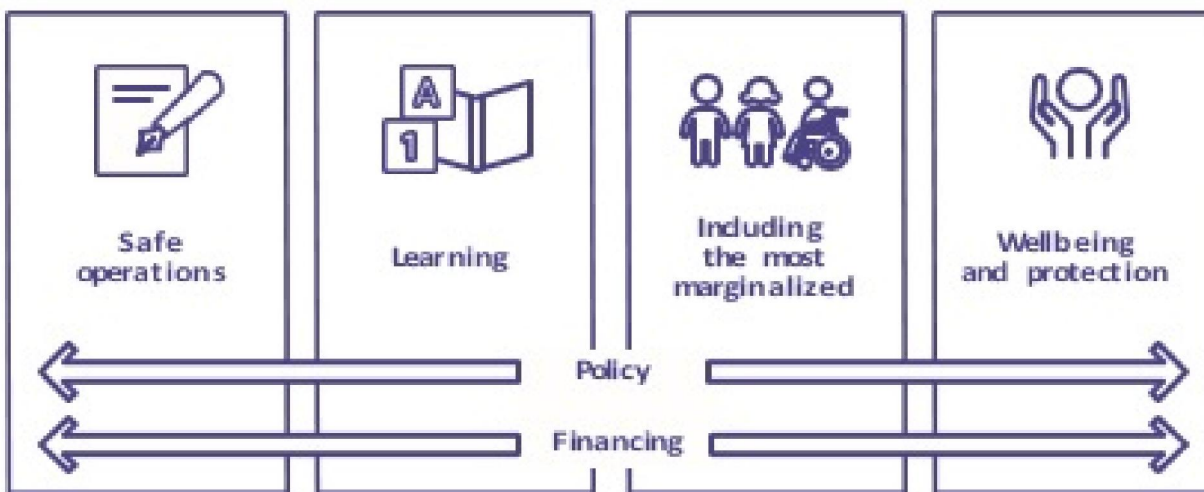 A
1
Safe
operations
Learning
Including
the most
marginalized
Wellbeing
and protection
Policy
Financing